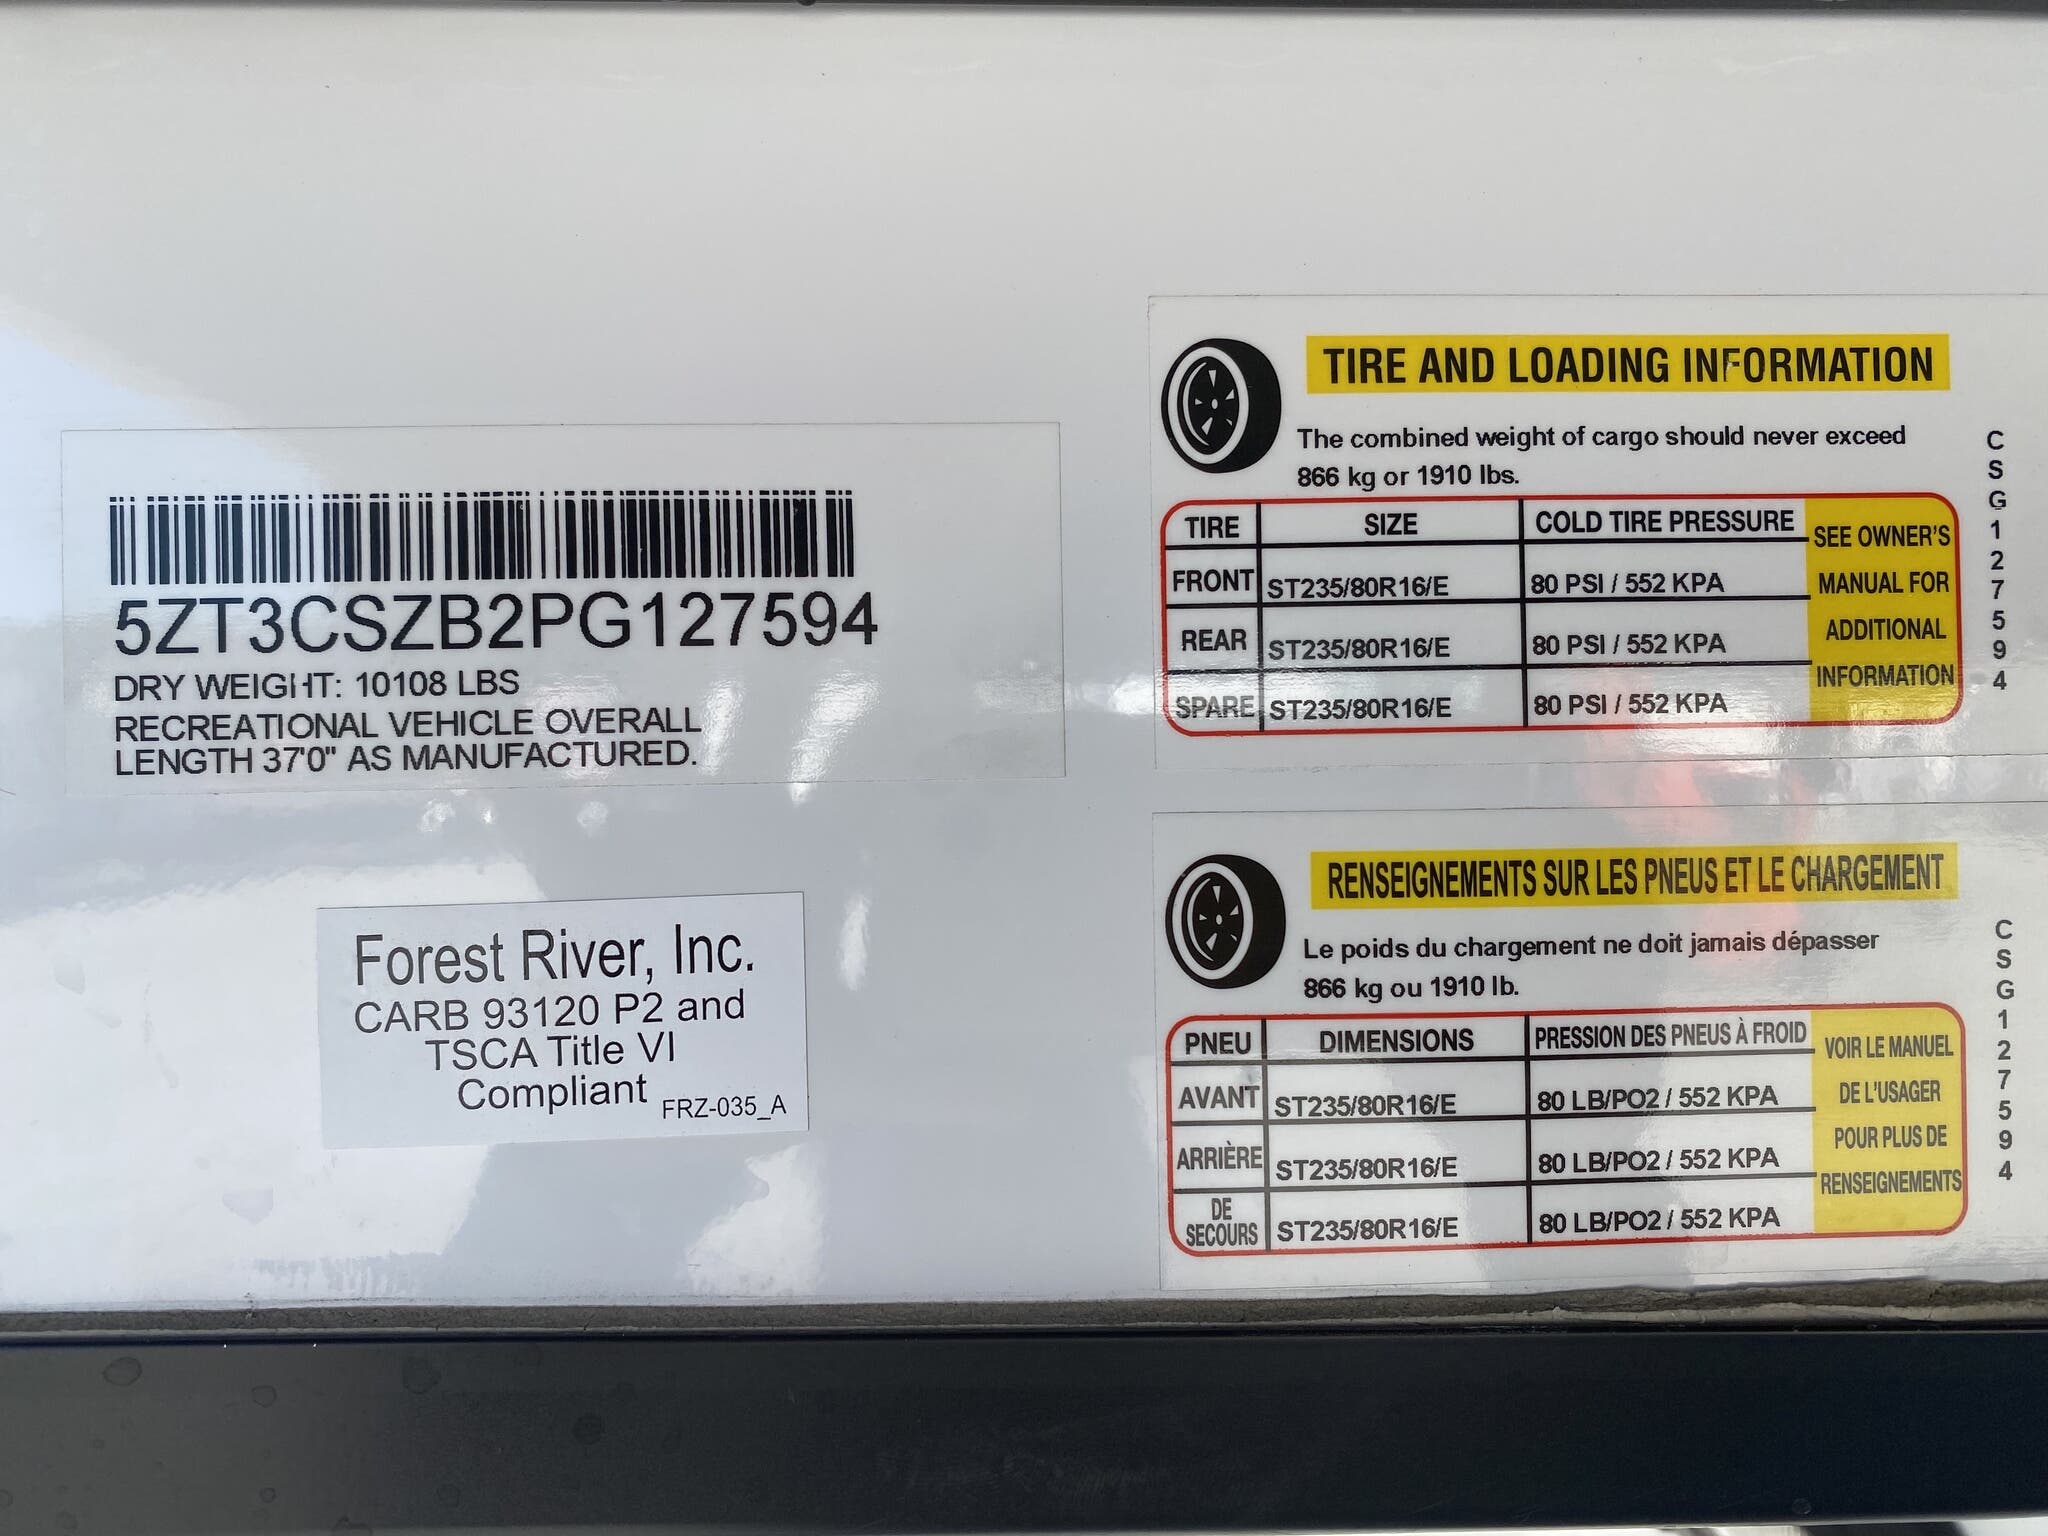 5ZT3CSZB2PG127594
DRY WEIGHT: 10108 LBS
RECREATIONAL VEHICLE OVERALL
LENGTH 37'0" AS MANUFACTURED.
Forest River, Inc.
CARB 93120 P2 and
TSCA Title VI
Compliant FRZ-035_A
TIRE AND LOADING INFORMATION
The combined weight of cargo should never exceed
866 kg or 1910 lbs.
TIRE SIZE COLD TIRE PRESSURE
FRONT ST235/80R16/E 80 PSI / 552 KPA
REAR ST235/80R16/E 80 PSI / 552 KPA
SPARE ST235/80R16/E 80 PSI / 552 KPA
SEE OWNER'S
MANUAL FOR
ADDITIONAL
INFORMATION
CSG127594
RENSEIGNEMENTS SUR LES PNEUS ET LE CHARGEMENT
Le poids du chargement ne doit jamais dépasser
866 kg ou 1910 lb.
PNEU DIMENSIONS PRESSION DES PNEUS À FROID
AVANT ST235/80R16/E 80 LB/PO2 / 552 KPA
ARRIÈRE ST235/80R16/E 80 LB/PO2 / 552 KPA
DE
SECOURS ST235/80R16/E 80 LB/PO2 / 552 KPA
VOIR LE MANUEL
DE L'USAGER
POUR PLUS DE
RENSEIGNEMENTS
CSG127594